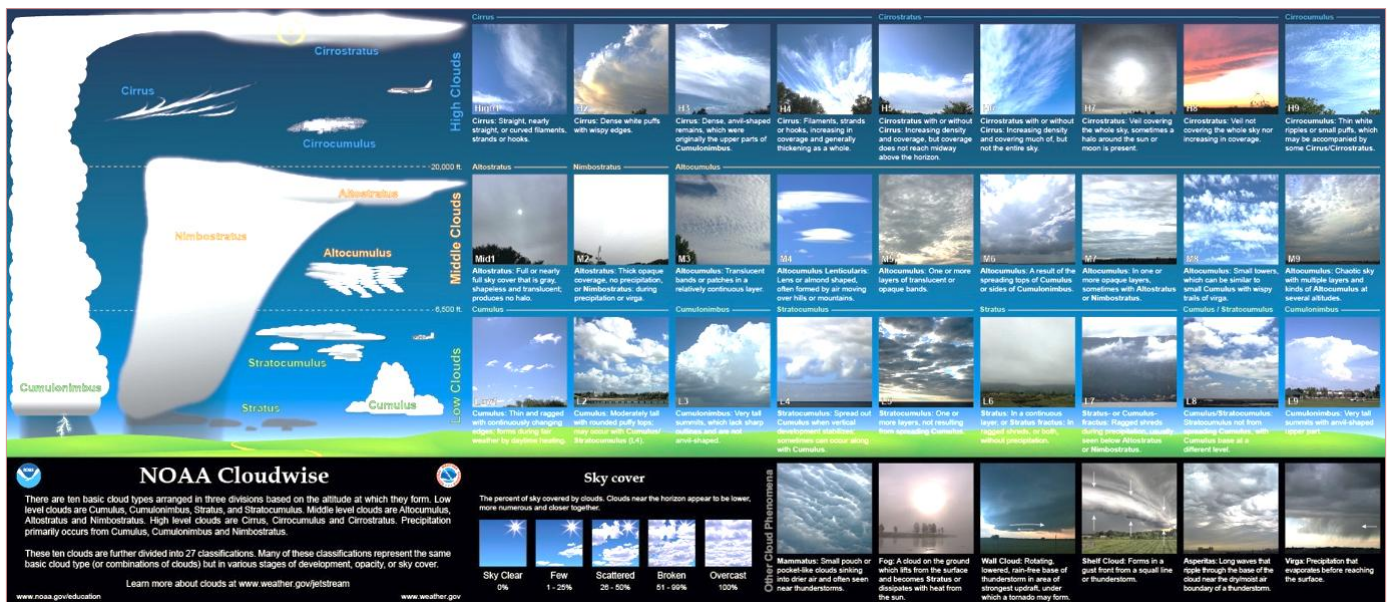 Cirrostratus
Cirrus
Cirrocumulus
High Clouds
20,000 ft.
Altostratus
Nimbostratus
Altocumulus
Middle Clouds
6,500 ft.
Stratocumulus
Cumulonimbus
Stratus
Cumulus
Low Clouds
Cirrus
Cirrostratus
Cirrocumulus
High1
H2
H3
H4
H5
H6
H7
H8
H9
Cirrus: Straight, nearly
straight, or curved filaments,
strands or hooks.
Cirrus: Dense white puffs
with wispy edges.
Cirrus: Dense, anvil-shaped
remains, which were
originally the upper parts of
Cumulonimbus.
Cirrus: Filaments, strands
or hooks, increasing in
coverage and generally
thickening as a whole.
Cirrostratus with or without
Cirrus: Increasing density
and coverage, but coverage
does not reach midway
above the horizon.
Cirrostratus with or without
Cirrus: Increasing density
and covering much of, but
not the entire sky.
Cirrostratus: Veil covering
the whole sky, sometimes a
halo around the sun or
moon is present.
Cirrostratus: Veil not
covering the whole sky nor
increasing in coverage.
Cirrocumulus: Thin white
ripples or small puffs, which
may be accompanied by
some Cirrus/Cirrostratus.
Altostratus
Nimbostratus
Altocumulus
Mid1
M2
M3
M4
M5
M6
M7
M8
M9
Altostratus: Full or nearly
full sky cover that is gray,
shapeless and translucent;
produces no halo.
Altostratus: Thick opaque
coverage, no precipitation,
or Nimbostratus: during
precipitation or virga.
Altocumulus: Translucent
bands or patches in a
relatively continuous layer.
Altocumulus Lenticularis:
Lens or almond shaped,
often formed by air moving
over hills or mountains.
Altocumulus: One or more
layers of translucent or
opaque bands.
Altocumulus: A result of the
spreading tops of Cumulus
or sides of Cumulonimbus.
Altocumulus: In one or
more opaque layers,
sometimes with Altostratus
or Nimbostratus.
Altocumulus: Small towers,
which can be similar to
small Cumulus with wispy
trails of virga.
Altocumulus: Chaotic sky
with multiple layers and
kinds of Altocumulus at
several altitudes.
Cumulus
Cumulonimbus
Stratocumulus
Stratus
Cumulus / Stratocumulus
Cumulonimbus
L2
L3
L4
L5
L6
L7
L8
L9
Cumulus: Thin and ragged
with continuously changing
edges; forms during fair
weather by daytime heating.
Cumulus: Moderately tall
with rounded puffy tops;
may occur with Cumulus/
Stratocumulus (L4).
Cumulonimbus: Very tall
summits, which lack sharp
outlines and are not
anvil-shaped.
Stratocumulus: Spread out
Cumulus when vertical
development stabilizes;
sometimes can occur along
with Cumulus.
Stratocumulus: One or
more layers, not resulting
from spreading Cumulus.
Stratus: In a continuous
layer, or Stratus fractus: In
ragged shreds, or both,
without precipitation.
Stratus- or Cumulus-
fractus: Ragged shreds
during precipitation, usually
seen below Altostratus
or Nimbostratus.
Cumulus/Stratocumulus:
Stratocumulus not from
spreading Cumulus, with
Cumulus base at a
different level.
Cumulonimbus: Very tall
summits with anvil-shaped
upper part.
NOAA Cloudwise
There are ten basic cloud types arranged in three divisions based on the altitude at which they form. Low
level clouds are Cumulus, Cumulonimbus, Stratus, and Stratocumulus. Middle level clouds are Altocumulus,
Altostratus and Nimbostratus. High level clouds are Cirrus, Cirrocumulus and Cirrostratus. Precipitation
primarily occurs from Cumulus, Cumulonimbus and Nimbostratus.
These ten clouds are further divided into 27 classifications. Many of these classifications represent the same
basic cloud type (or combinations of clouds) but in various stages of development, opacity, or sky cover.
Learn more about clouds at www.weather.gov/jetstream
www.noaa.gov/education
www.weather.gov
Sky cover
The percent of sky covered by clouds. Clouds near the horizon appear to be lower,
more numerous and closer together.
Sky Clear
0%
Few
1 - 25%
Scattered
26 - 50%
Broken
51 - 99%
Overcast
100%
Other Cloud Phenomena
Mammatus: Small pouch or
pocket-like clouds sinking
into drier air and often seen
near thunderstorms.
Fog: A cloud on the ground
which lifts from the surface
and becomes Stratus or
dissipates with heat from
the sun.
Wall Cloud: Rotating,
lowered, rain-free base of
thunderstorm in area of
strongest updraft, under
which a tornado may form.
Shelf Cloud: Forms in a
gust front from a squall line
or thunderstorm.
Asperitas: Long waves that
ripple through the base of the
cloud near the dry/moist air
boundary of a thunderstorm.
Virga: Precipitation that
evaporates before reaching
the surface.